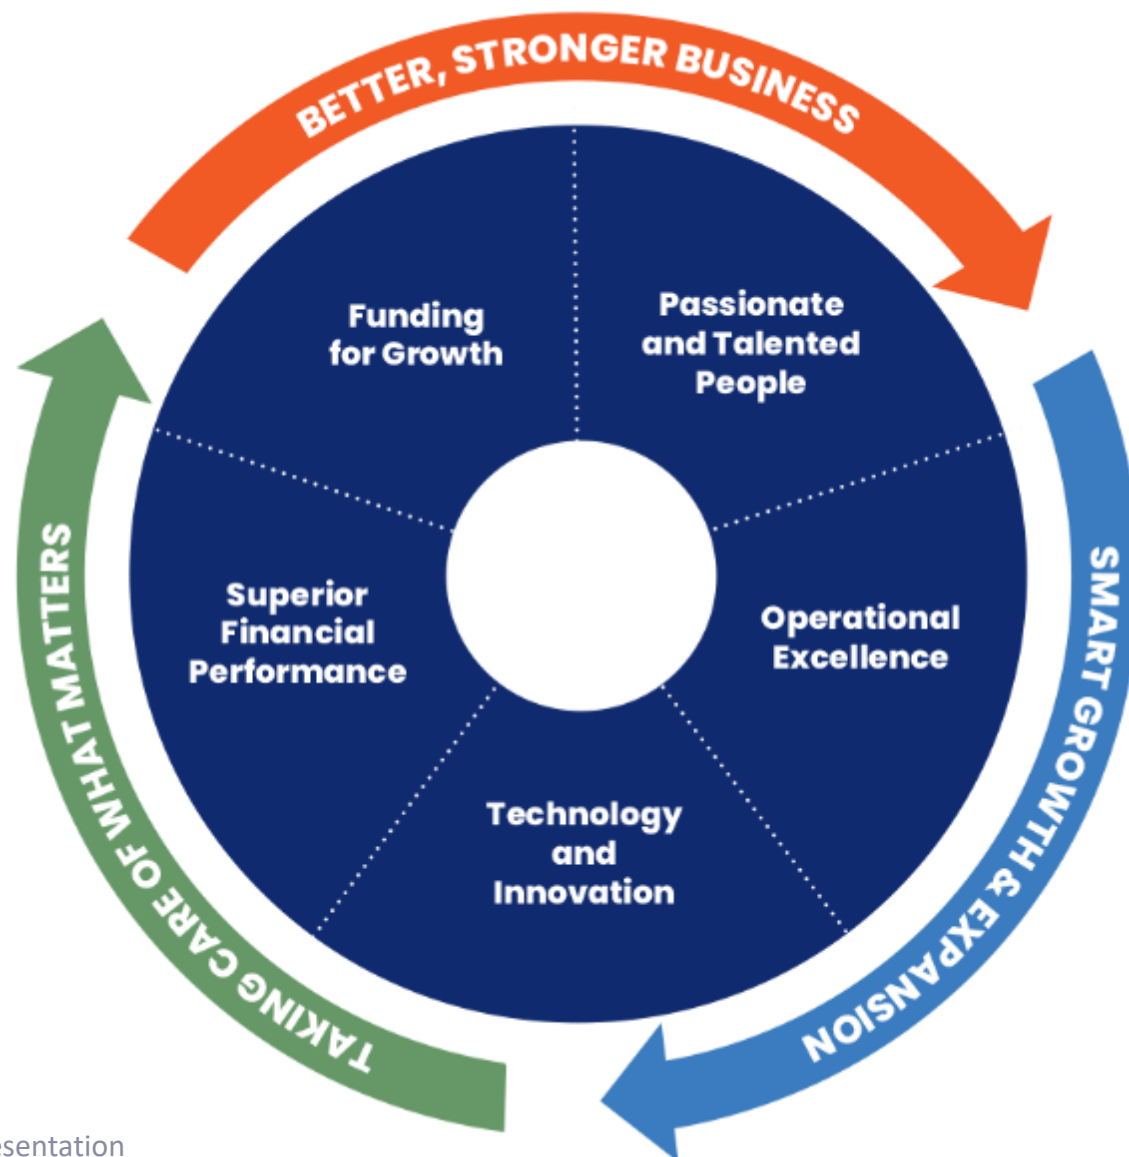 BETTER, STRONGER BUSINESS
Funding
for Growth
Passionate
and Talented
People
Superior
Financial
Performance
Operational
Excellence
Technology
and
Innovation
SMART GROWTH & EXPANSION
TAKING CARE OF WHAT MATTERS